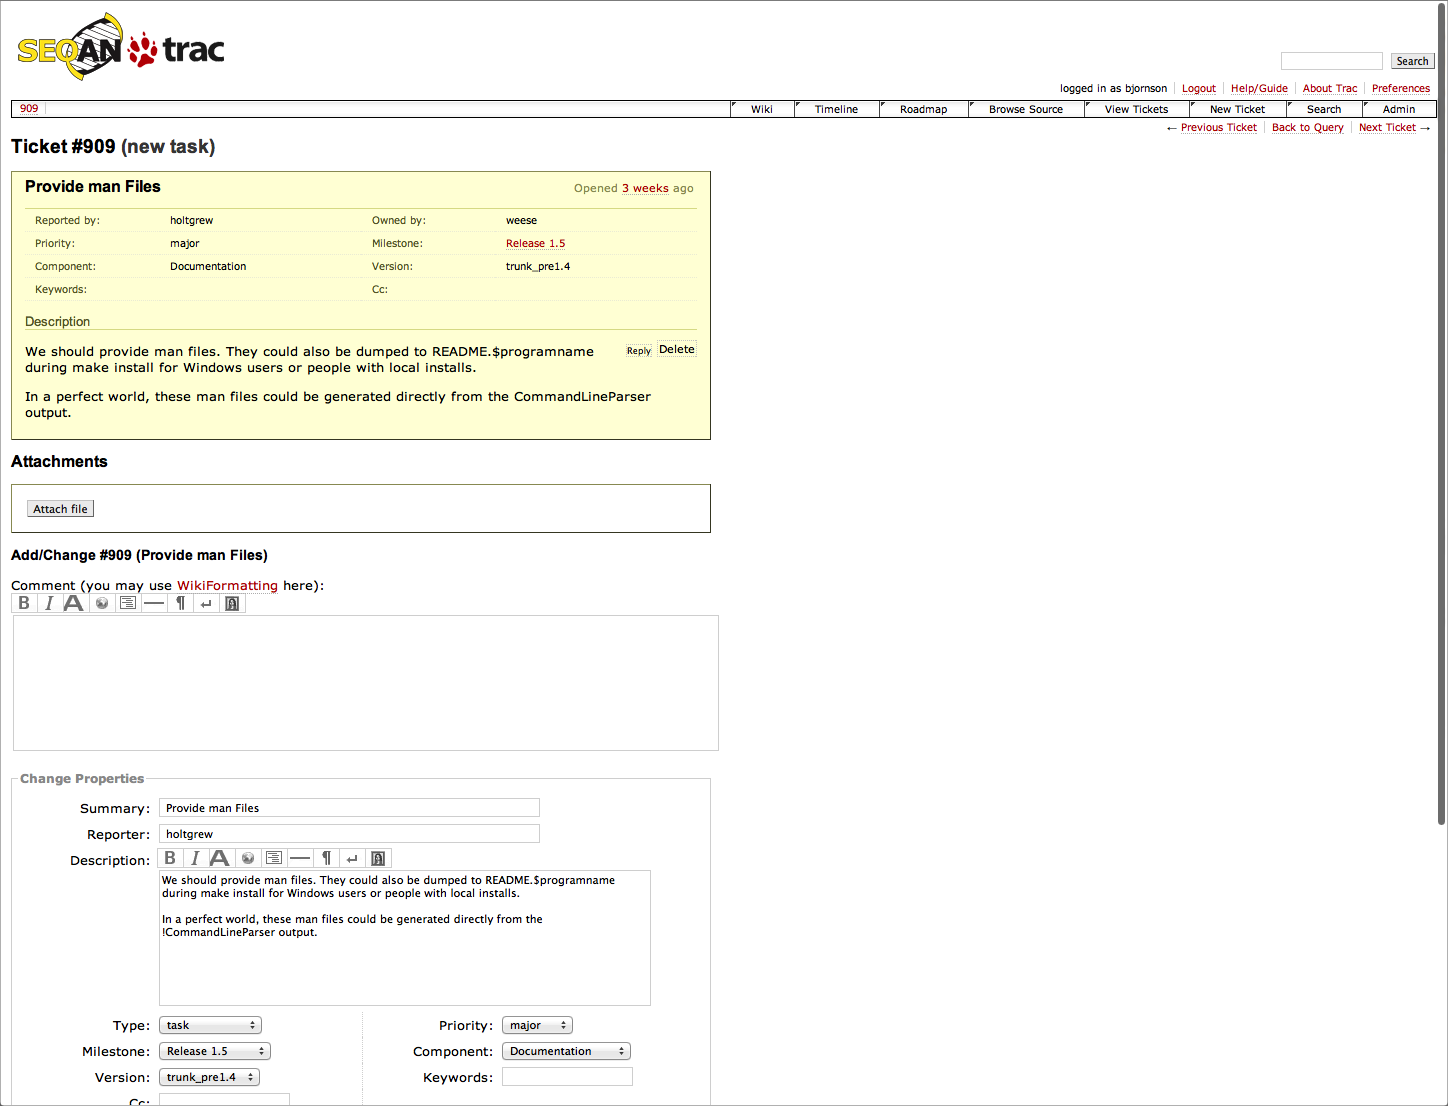 SEQAN trac
Search
logged in as bjornson Logout Help/Guide About Trac Preferences
909 Wiki Timeline Roadmap Browse Source View Tickets New Ticket Search Admin
← Previous Ticket Back to Query Next Ticket →
Ticket #909 (new task)
Provide man Files Opened 3 weeks ago
Reported by: holtgrew Owned by: weese
Priority: major Milestone: Release 1.5
Component: Documentation Version: trunk_pre1.4
Keywords: Cc:
Description
Reply Delete
We should provide man files. They could also be dumped to README.$programname
during make install for Windows users or people with local installs.
In a perfect world, these man files could be generated directly from the CommandLineParser
output.
Attachments
Attach file
Add/Change #909 (Provide man Files)
Comment (you may use WikiFormatting here):
B I A ¶
Change Properties
Summary: Provide man Files
Reporter: holtgrew
Description: B I A ¶
We should provide man files. They could also be dumped to README.$programname
during make install for Windows users or people with local installs.
In a perfect world, these man files could be generated directly from the
!CommandLineParser output.
Type: task Priority: major
Milestone: Release 1.5 Component: Documentation
Version: trunk_pre1.4 Keywords:
Cc: